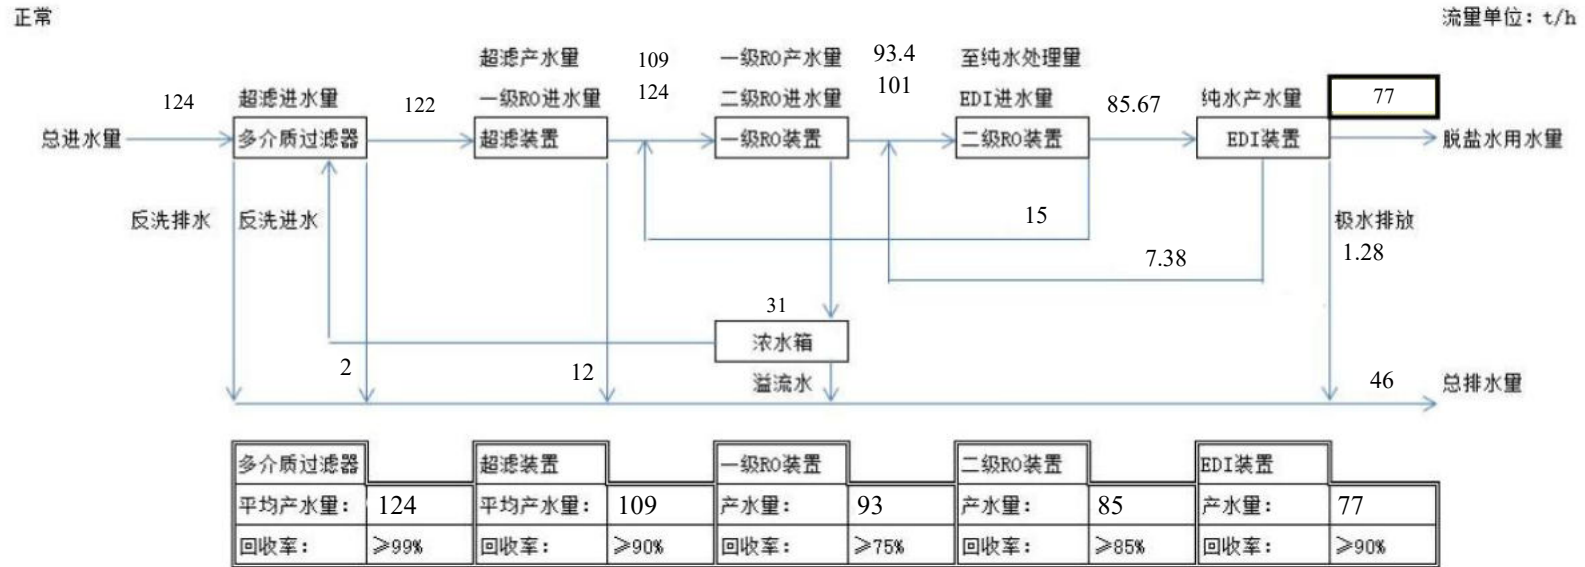 正常
流量单位：t/h
超滤产水量 109 一级RO产水量 93.4 至纯水处理量
124 超滤进水量 122 一级RO进水量 124 二级RO进水量 101 EDI进水量 85.67 纯水产水量 77
总进水量 多介质过滤器 超滤装置 一级RO装置 二级RO装置 EDI装置 脱盐水用水量
反洗排水 反洗进水 15 极水排放
7.38 1.28
31
浓水箱
2 12 溢流水 46 总排水量
多介质过滤器 超滤装置 一级RO装置 二级RO装置 EDI装置
平均产水量： 124 平均产水量： 109 产水量： 93 产水量： 85 产水量： 77
回收率： ≥99% 回收率： ≥90% 回收率： ≥75% 回收率： ≥85% 回收率： ≥90%